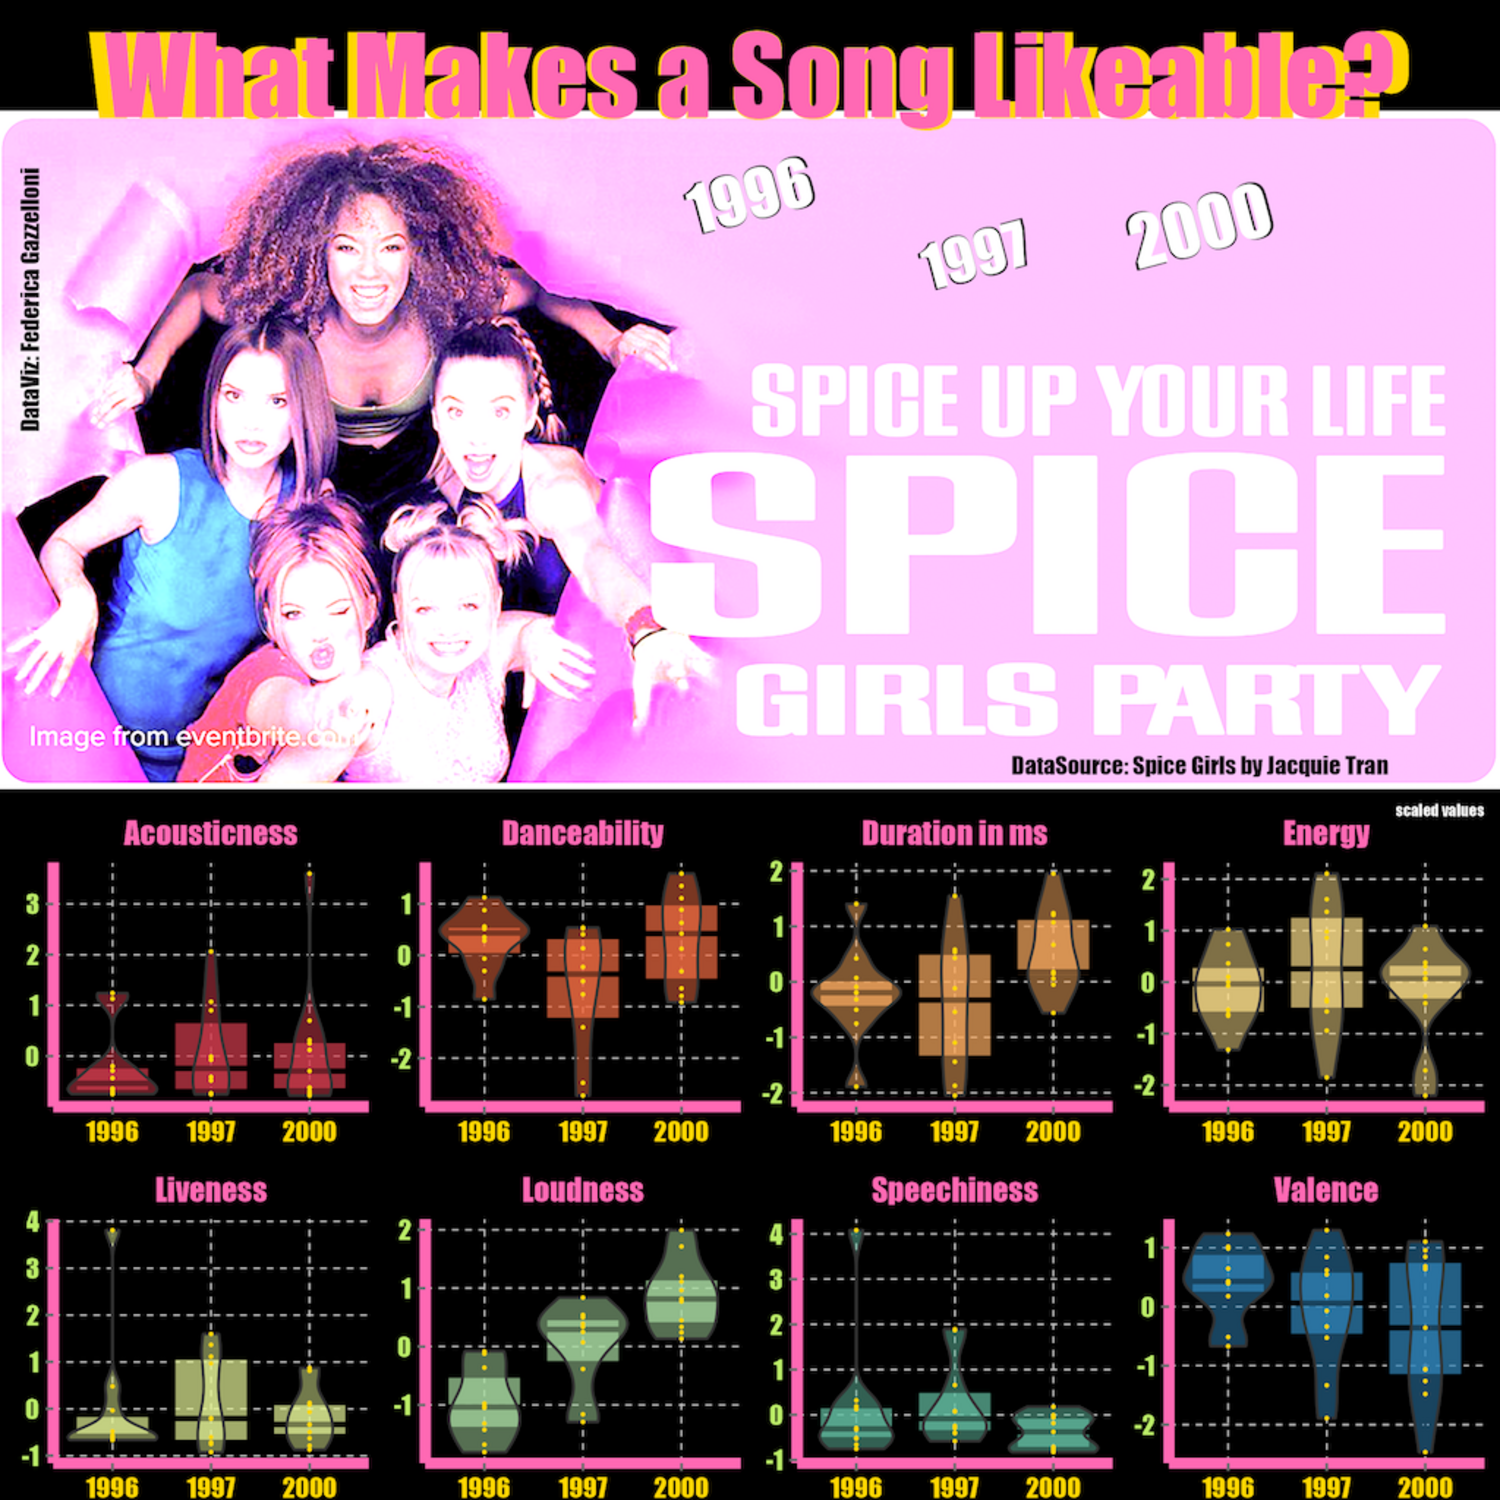 What Makes a Song Likeable?
DataViz: Federica Gazzelloni
1996
1997
2000
SPICE UP YOUR LIFE
SPICE
GIRLS PARTY
Image from eventbrite.com
DataSource: Spice Girls by Jacquie Tran
scaled values
Acousticness
3
2
1
0
1996 1997 2000
Danceability
1
0
-1
-2
1996 1997 2000
Duration in ms
2
1
0
-1
-2
1996 1997 2000
Energy
2
1
0
-1
-2
1996 1997 2000
Liveness
4
3
2
1
0
-1
1996 1997 2000
Loudness
2
1
0
-1
1996 1997 2000
Speechiness
4
3
2
1
0
-1
1996 1997 2000
Valence
1
0
-1
-2
1996 1997 2000